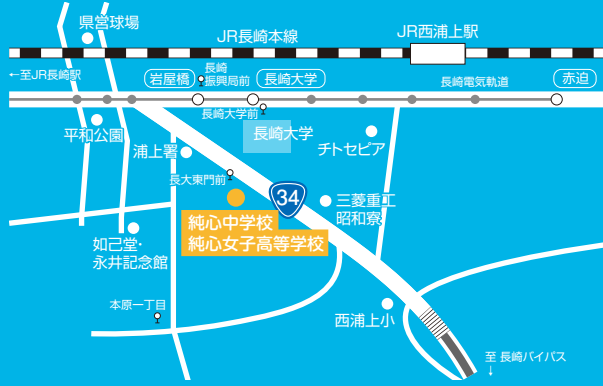 県営球場
JR長崎本線
JR西浦上駅
←至JR長崎駅
岩屋橋
長崎
振興局前
長崎大学
長崎電気軌道
赤迫
長崎大学前
平和公園
長崎大学
チトセピア
浦上署
長大東門前
34
三菱重工
昭和寮
純心中学校
純心女子高等学校
如己堂・
永井記念館
本原一丁目
西浦上小
至 長崎バイパス
↓